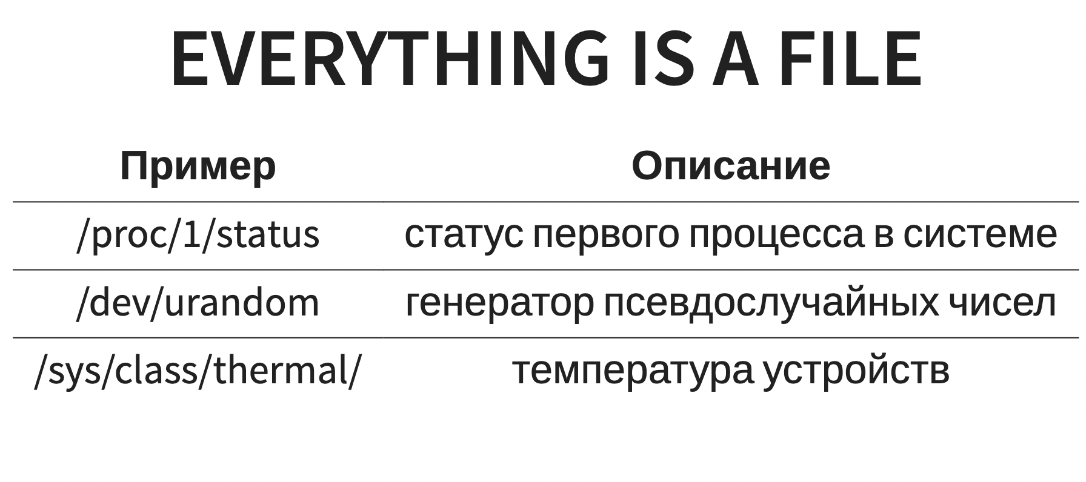 EVERYTHING IS A FILE
Пример Описание
/proc/1/status статус первого процесса в системе
/dev/urandom генератор псевдослучайных чисел
/sys/class/thermal/ температура устройств